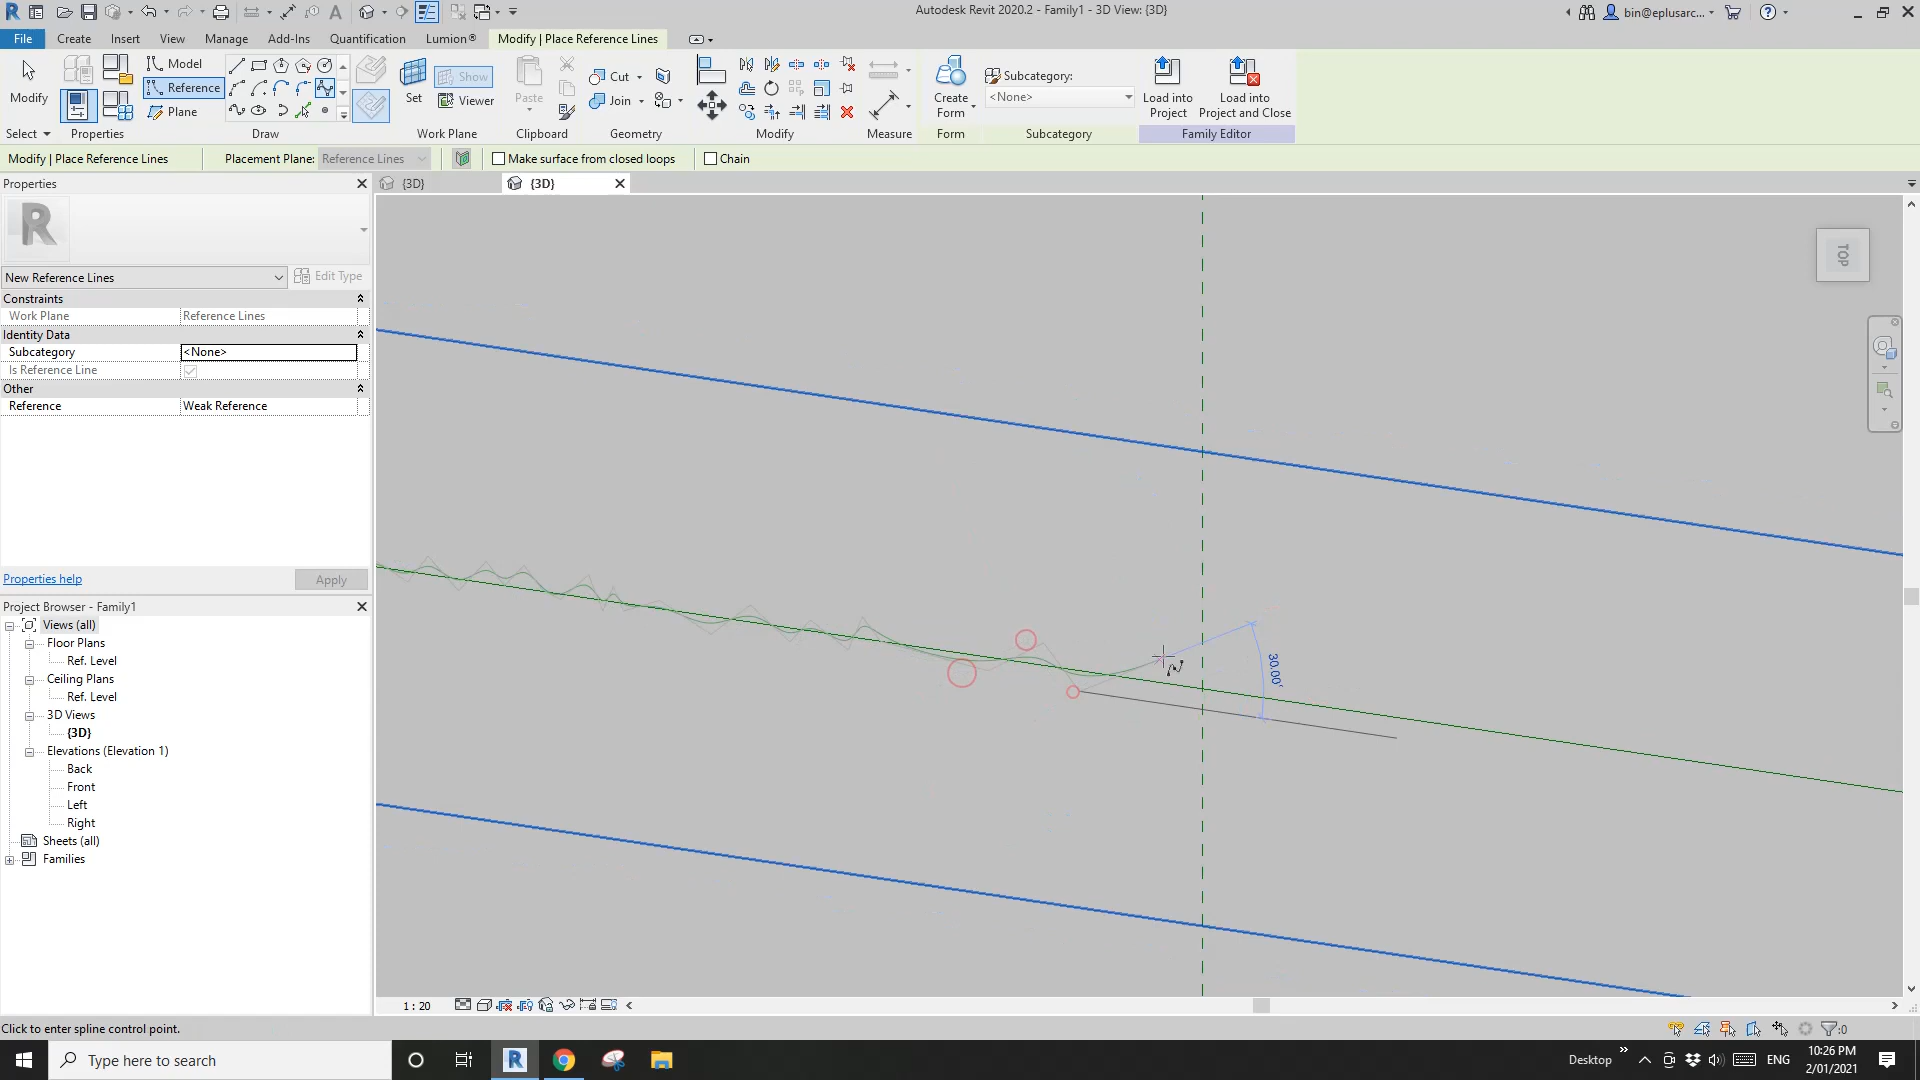 Autodesk Revit 2020.2 - Family1 - 3D View: {3D}
bin@eplusarc...
File
Create
Insert
View
Manage
Add-Ins
Quantification
Lumion®
Modify | Place Reference Lines
Modify
Select
Properties
Model
Reference
Plane
Draw
Set
Show
Viewer
Work Plane
Paste
Clipboard
Cut
Join
Geometry
Modify
Measure
Create
Form
Form
Subcategory:
<None>
Subcategory
Load into
Project
Load into
Project and Close
Family Editor
Modify | Place Reference Lines
Placement Plane:
Reference Lines
Make surface from closed loops
Chain
Properties
{3D}
{3D}
R
New Reference Lines
Edit Type
Constraints
Work Plane
Reference Lines
Identity Data
Subcategory
<None>
Is Reference Line
Other
Reference
Weak Reference
Properties help
Apply
Project Browser - Family1
Views (all)
Floor Plans
Ref. Level
Ceiling Plans
Ref. Level
3D Views
{3D}
Elevations (Elevation 1)
Back
Front
Left
Right
Sheets (all)
Families
TOP
30.00°
1 : 20
Click to enter spline control point.
:0
Type here to search
Desktop
ENG
10:26 PM
2/01/2021